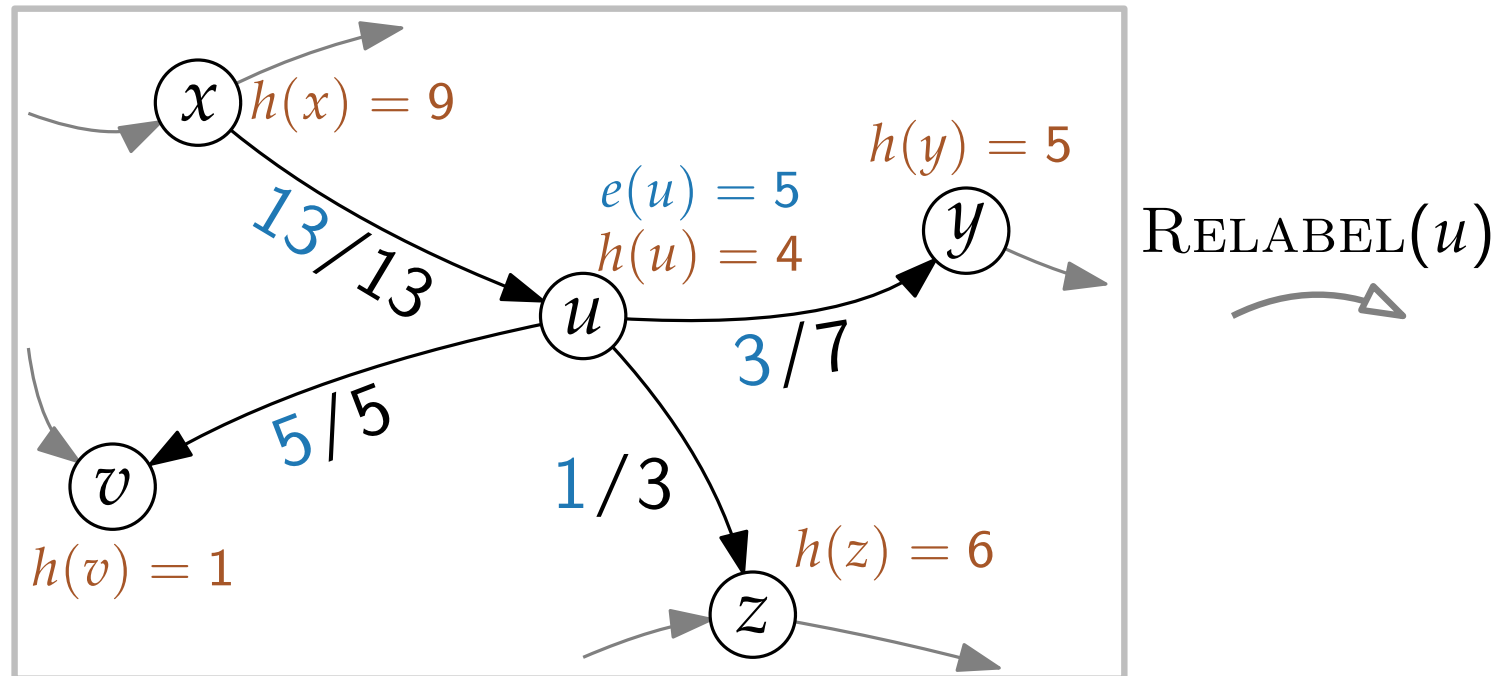 x
h(x) = 9
h(y) = 5
e(u) = 5
y
RELABEL(u)
13/13
h(u) = 4
u
3/7
5/5
v
1/3
h(z) = 6
h(v) = 1
z